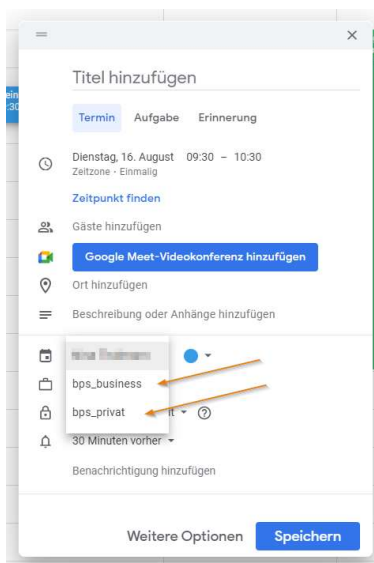 Titel hinzufügen
Termin Aufgabe Erinnerung
Dienstag, 16. August 09:30 – 10:30
Zeitzone · Einmalig
Zeitpunkt finden
Gäste hinzufügen
Google Meet-Videokonferenz hinzufügen
Ort hinzufügen
Beschreibung oder Anhänge hinzufügen
bps_business
bps_privat
30 Minuten vorher
Benachrichtigung hinzufügen
Weitere Optionen Speichern